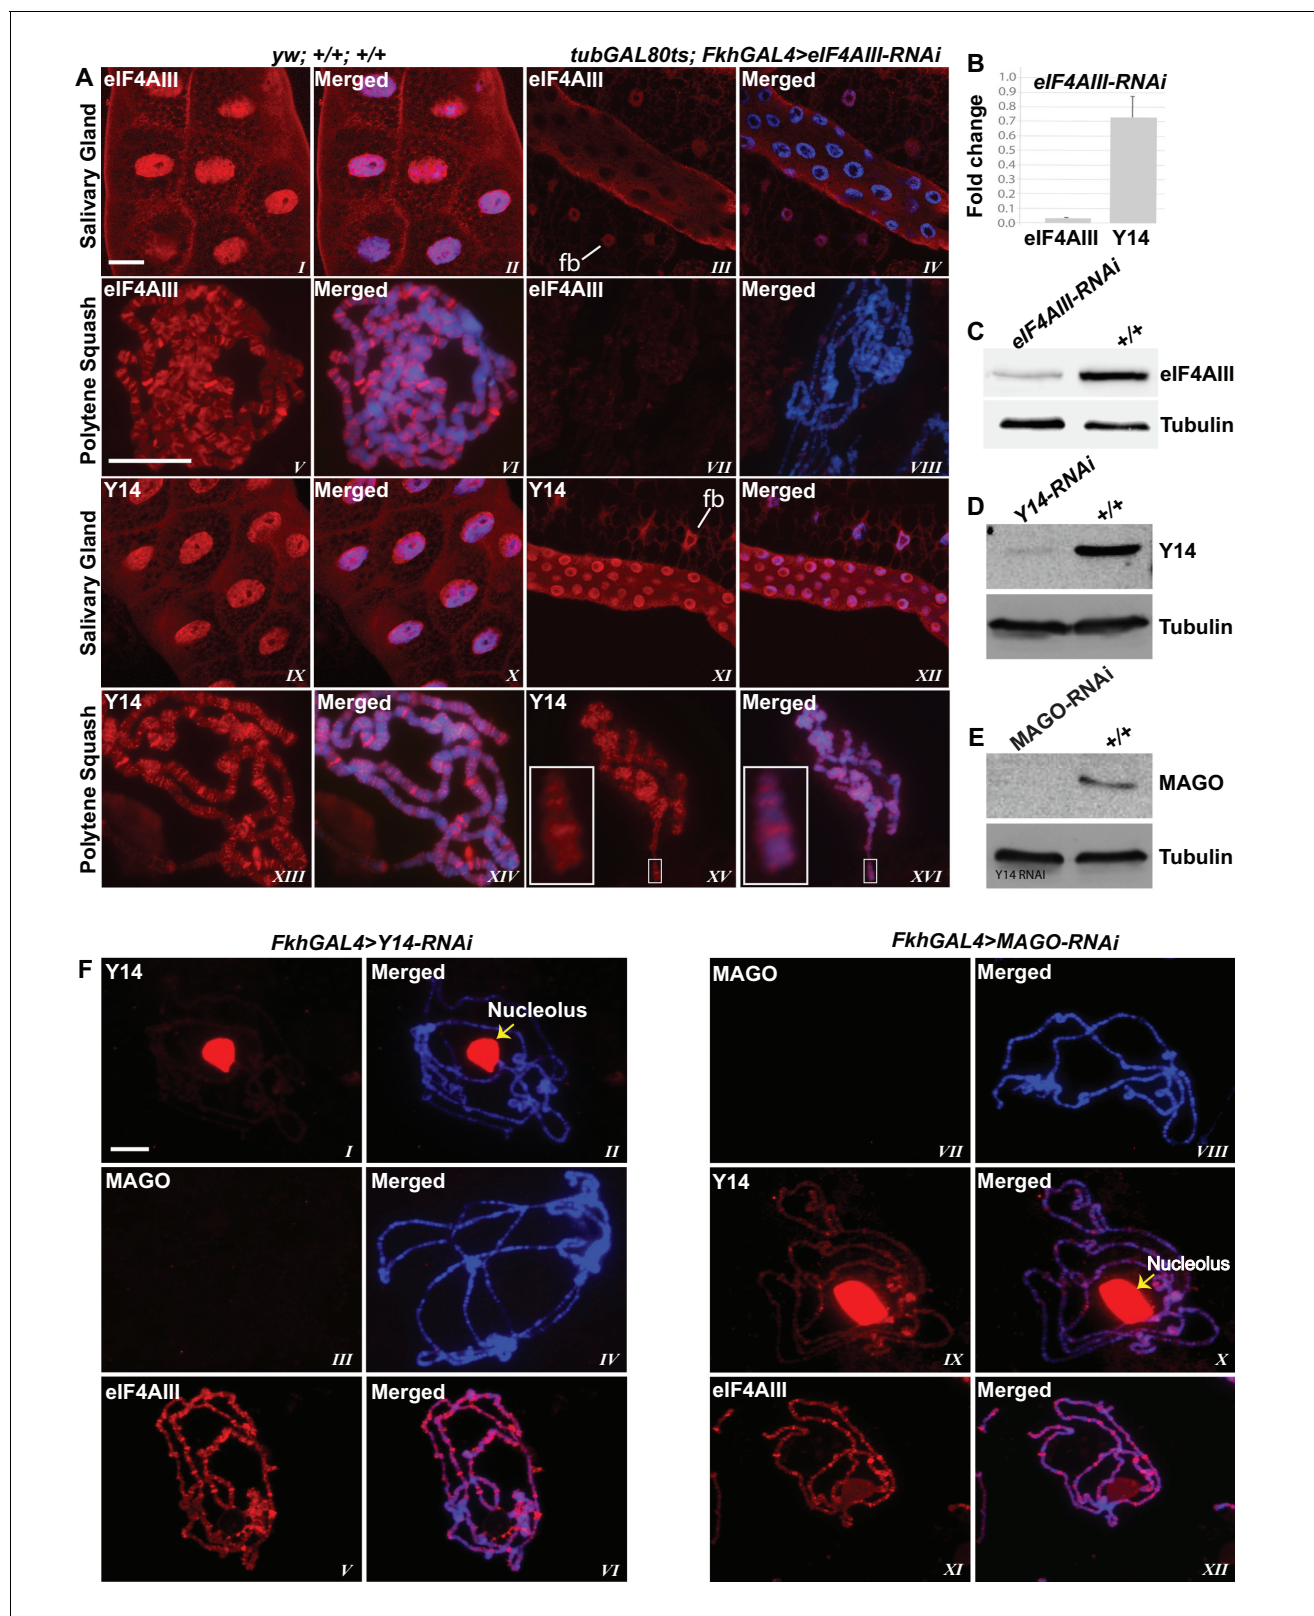 yw; +/+; +/+
tubGAL80ts; FkhGAL4>eIF4AIII-RNAi
A
Salivary Gland
eIF4AIII
I
Merged
II
eIF4AIII
fb
III
Merged
IV
Polytene Squash
eIF4AIII
V
Merged
VI
eIF4AIII
VII
Merged
VIII
Salivary Gland
Y14
IX
Merged
X
Y14
fb
XI
Merged
XII
Polytene Squash
Y14
XIII
Merged
XIV
Y14
XV
Merged
XVI
B
eIF4AIII-RNAi
Fold change
1.0
0.9
0.8
0.7
0.6
0.5
0.4
0.3
0.2
0.1
0.0
eIF4AIII Y14
C
eIF4AIII-RNAi
+/+
eIF4AIII
Tubulin
D
Y14-RNAi
+/+
Y14
Tubulin
E
MAGO-RNAi
+/+
MAGO
Tubulin
Y14 RNAI
F
FkhGAL4>Y14-RNAi
Y14
I
Merged
Nucleolus
II
MAGO
III
Merged
IV
eIF4AIII
V
Merged
VI
FkhGAL4>MAGO-RNAi
MAGO
VII
Merged
VIII
Y14
IX
Merged
Nucleolus
X
eIF4AIII
XI
Merged
XII